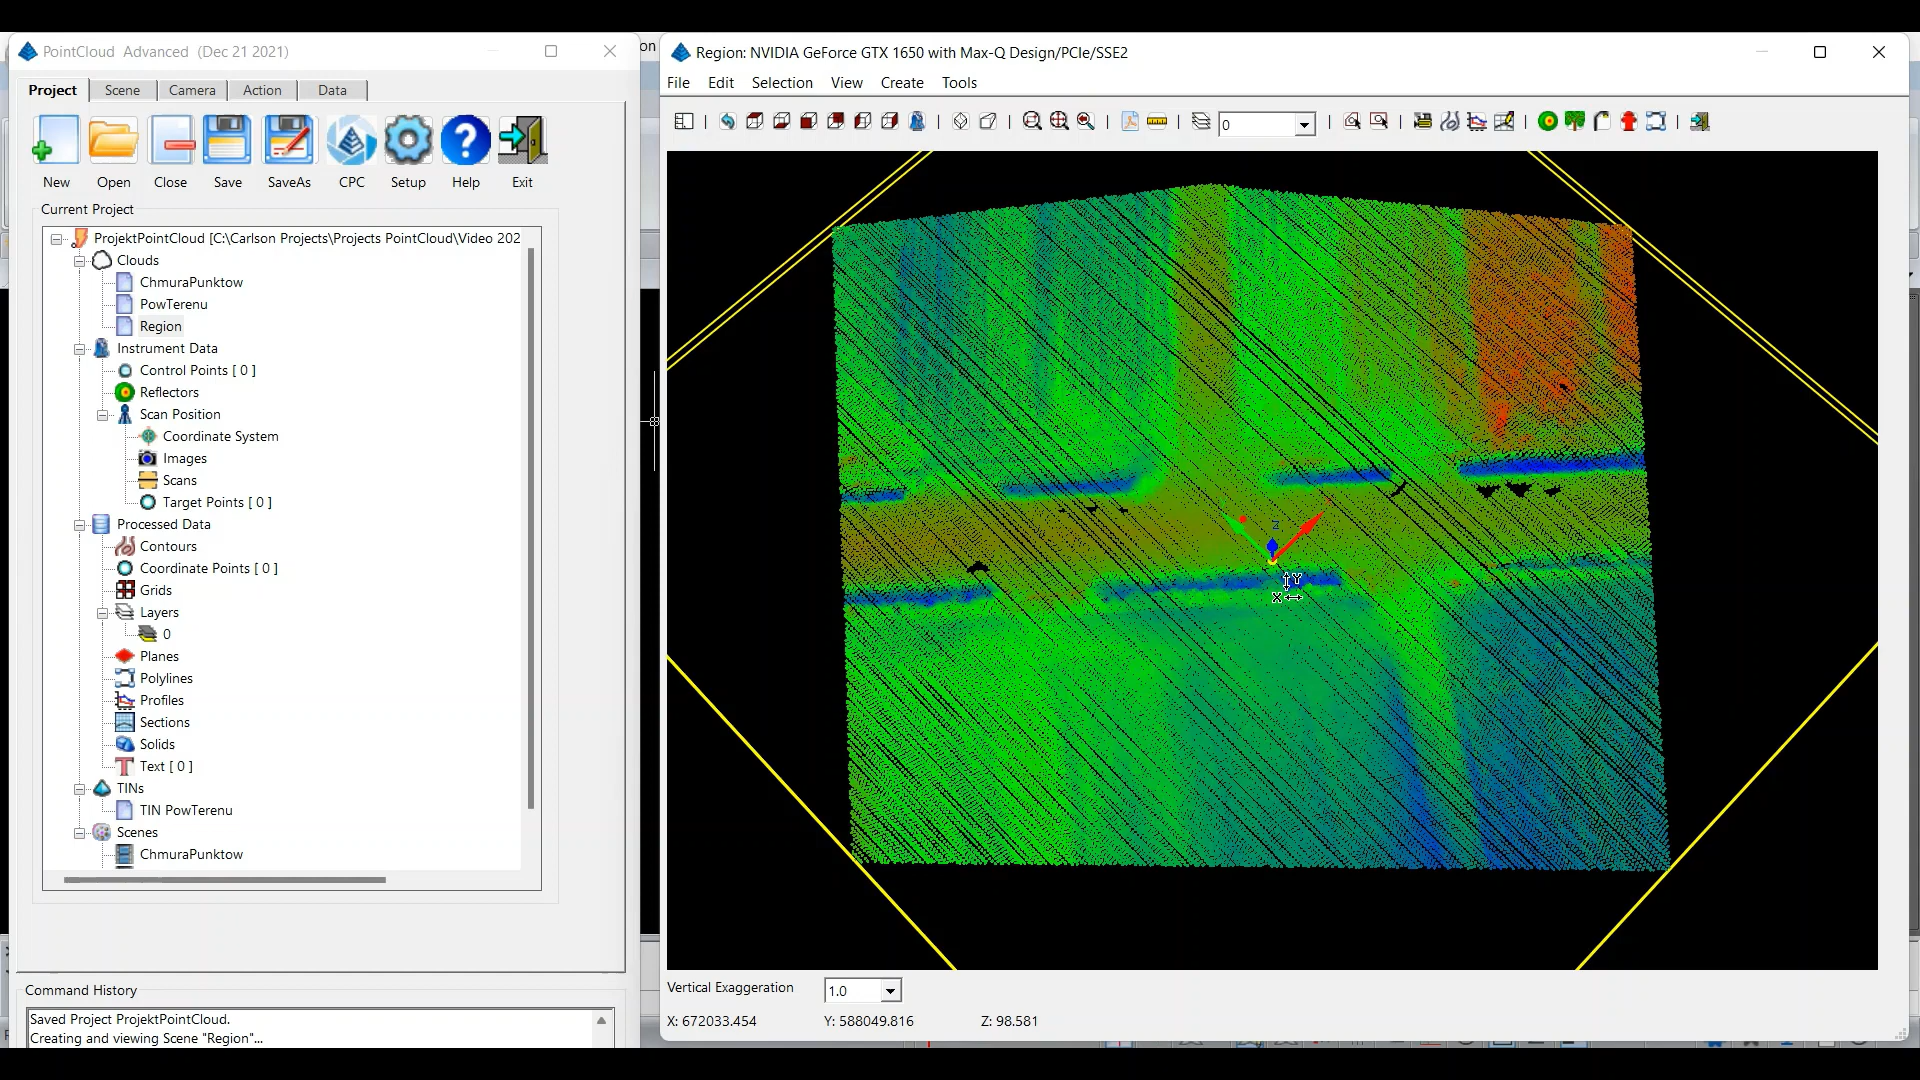 PointCloud Advanced (Dec 21 2021)
Project Scene Camera Action Data
New Open Close Save SaveAs CPC Setup Help Exit
Current Project
ProjektPointCloud [C:\Carlson Projects\Projects PointCloud\Video 202
Clouds
ChmuraPunktow
PowTerenu
Region
Instrument Data
Control Points [ 0 ]
Reflectors
Scan Position
Coordinate System
Images
Scans
Target Points [ 0 ]
Processed Data
Contours
Coordinate Points [ 0 ]
Grids
Layers
0
Planes
Polylines
Profiles
Sections
Solids
Text [ 0 ]
TINs
TIN PowTerenu
Scenes
ChmuraPunktow
Command History
Saved Project ProjektPointCloud.
Creating and viewing Scene "Region"...
on
Region: NVIDIA GeForce GTX 1650 with Max-Q Design/PCIe/SSE2
File Edit Selection View Create Tools
0
Z
Y
X
Vertical Exaggeration 1.0
X: 672033.454 Y: 588049.816 Z: 98.581